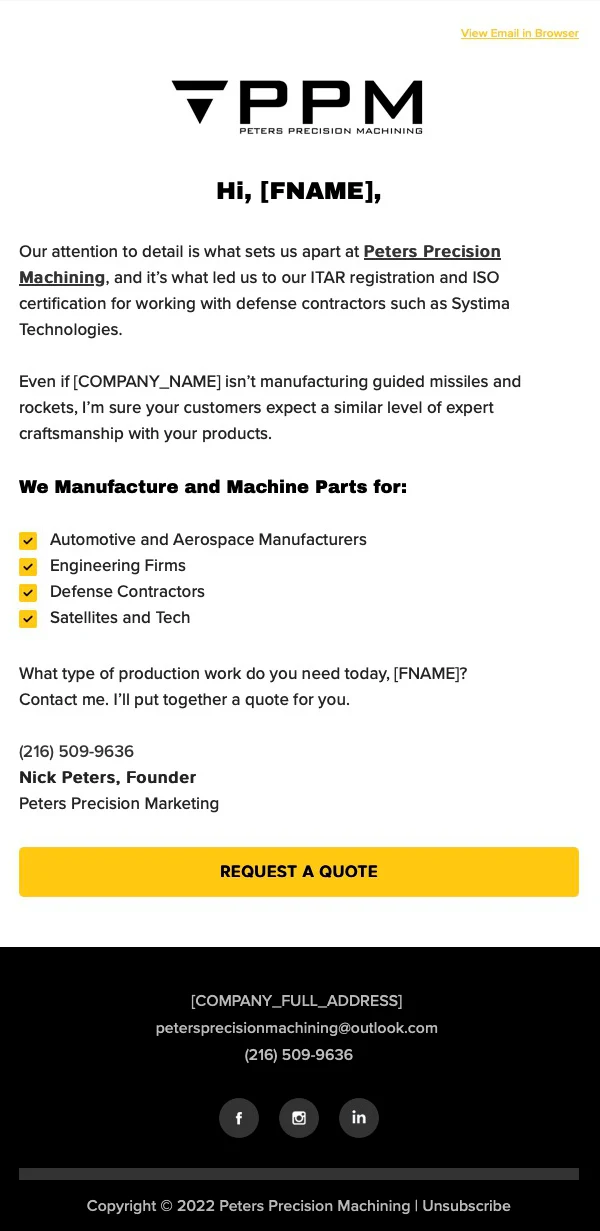 View Email in Browser
PPM
PETERS PRECISION MACHINING
Hi, [FNAME],
Our attention to detail is what sets us apart at Peters Precision
Machining, and it’s what led us to our ITAR registration and ISO
certification for working with defense contractors such as Systima
Technologies.
Even if [COMPANY_NAME] isn’t manufacturing guided missiles and
rockets, I’m sure your customers expect a similar level of expert
craftsmanship with your products.
We Manufacture and Machine Parts for:
Automotive and Aerospace Manufacturers
Engineering Firms
Defense Contractors
Satellites and Tech
What type of production work do you need today, [FNAME]?
Contact me. I’ll put together a quote for you.
(216) 509-9636
Nick Peters, Founder
Peters Precision Marketing
REQUEST A QUOTE
[COMPANY_FULL_ADDRESS]
petersprecisionmachining@outlook.com
(216) 509-9636
f in
Copyright © 2022 Peters Precision Machining | Unsubscribe